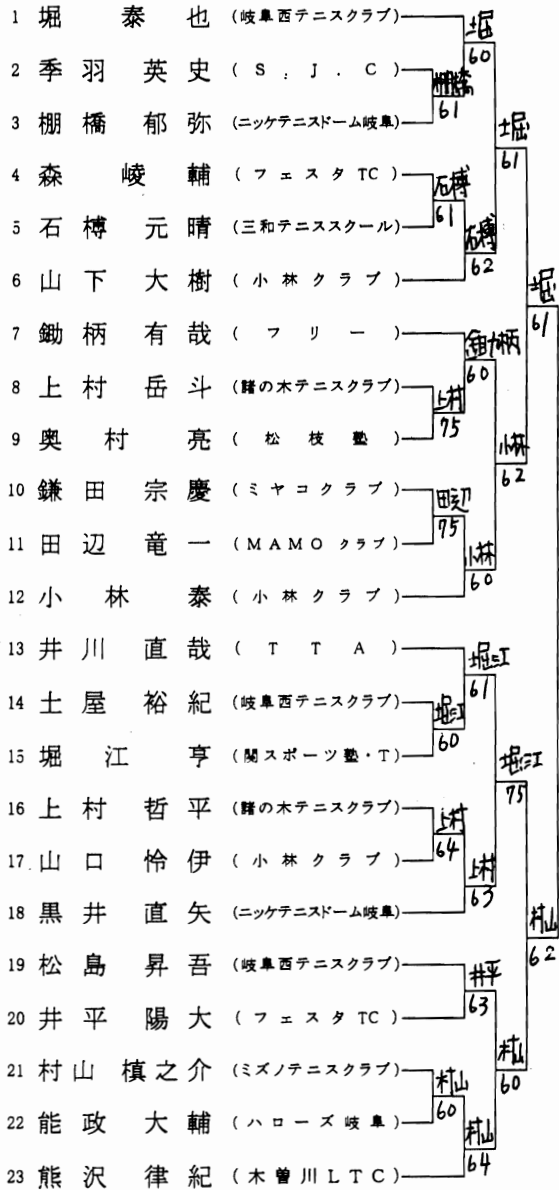 1 堀 泰 也 (岐阜西テニスクラブ)
2 季 羽 英 史 (S.J.C)
3 棚 橋 郁 弥 (ニッケテニスドーム岐阜)
4 森 崚 輔 (フェスタTC)
5 石 榑 元 晴 (三和テニススクール)
6 山 下 大 樹 (小林クラブ)
7 鋤 柄 有 哉 (フリー)
8 上 村 岳 斗 (諸の木テニスクラブ)
9 奥 村 亮 (松枝塾)
10 鎌 田 宗 慶 (ミヤコクラブ)
11 田 辺 竜 一 (MAMOクラブ)
12 小 林 泰 (小林クラブ)
13 井 川 直 哉 (TTA)
14 土 屋 裕 紀 (岐阜西テニスクラブ)
15 堀 江 亨 (関スポーツ塾・T)
16 上 村 哲 平 (諸の木テニスクラブ)
17 山 口 怜 伊 (小林クラブ)
18 黒 井 直 矢 (ニッケテニスドーム岐阜)
19 松 島 昇 吾 (岐阜西テニスクラブ)
20 井 平 陽 大 (フェスタTC)
21 村 山 槙 之 介 (ミズノテニスクラブ)
22 能 政 大 輔 (ハローズ岐阜)
23 熊 沢 律 紀 (木曽川LTC)
棚橋
61
石榑
61
上村
75
田辺
75
堀江
60
上村
64
村山
60
堀
60
石榑
62
鋤柄
60
小林
60
堀江
61
上村
63
井平
63
村山
64
堀
61
小林
62
堀江
75
村山
60
堀
61
村山
62